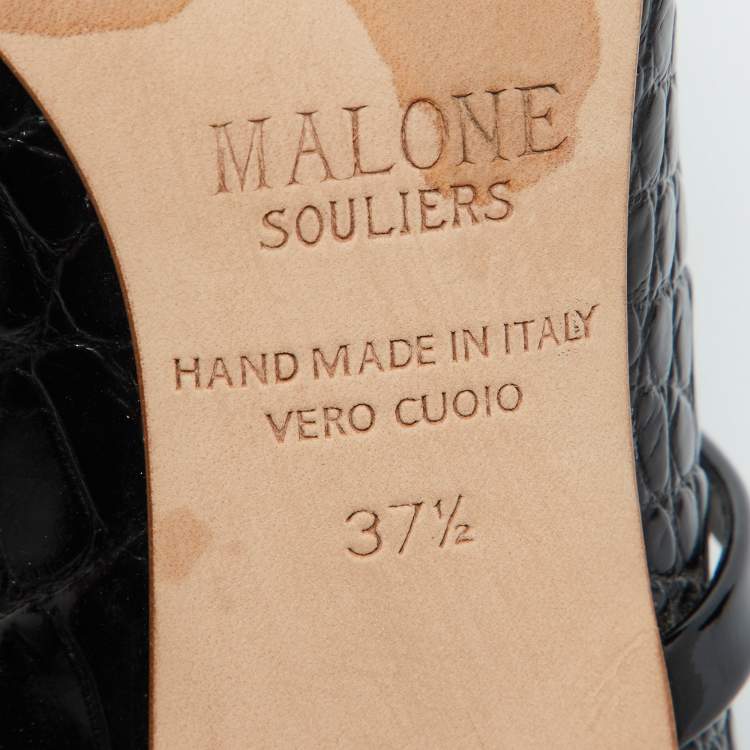 MALONE
SOULIERS
HAND MADE IN ITALY
VERO CUOIO
37½